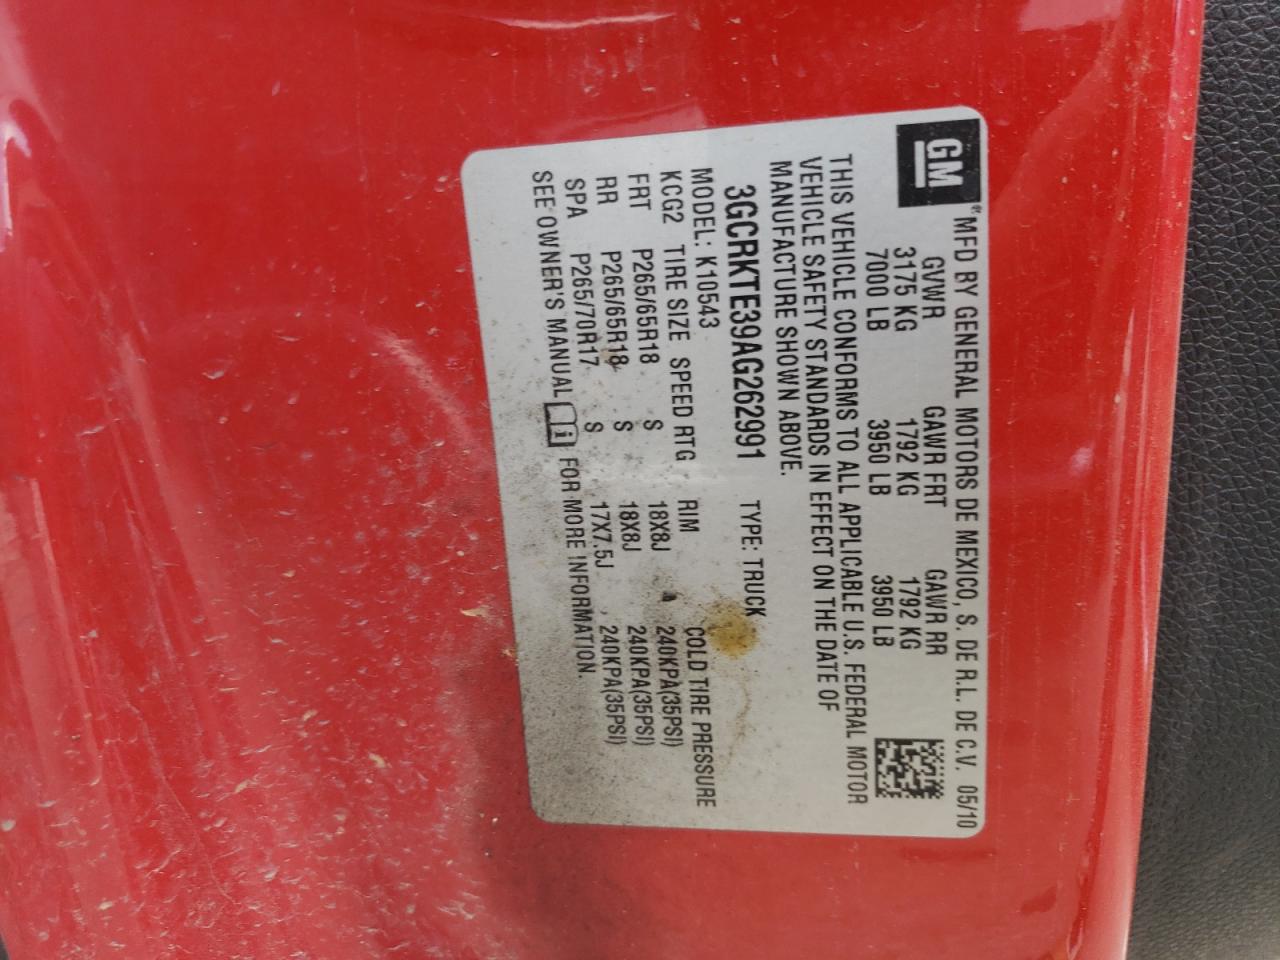 GM® MFD BY GENERAL MOTORS DE MEXICO, S. DE R.L. DE C.V. 05/10
GVWR GAWR FRT GAWR RR
3175 KG 1792 KG 1792 KG
7000 LB 3950 LB 3950 LB
THIS VEHICLE CONFORMS TO ALL APPLICABLE U.S. FEDERAL MOTOR
VEHICLE SAFETY STANDARDS IN EFFECT ON THE DATE OF
MANUFACTURE SHOWN ABOVE.
3GCRKTE39AG262991 TYPE: TRUCK
MODEL: K10543
KCG2 TIRE SIZE SPEED RTG RIM COLD TIRE PRESSURE
FRT P265/65R18 S 18X8J 240KPA(35PSI)
RR P265/65R18 S 18X8J 240KPA(35PSI)
SPA P265/70R17 S 17X7.5J 240KPA(35PSI)
SEE OWNER'S MANUAL i FOR MORE INFORMATION.